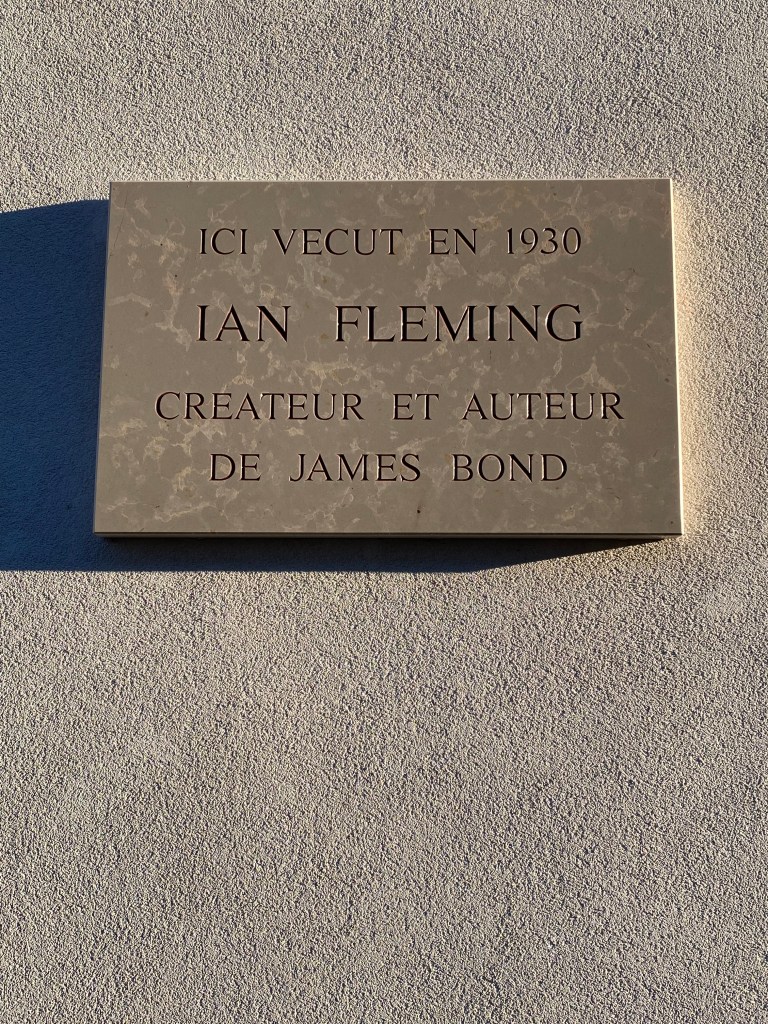 ICI VECUT EN 1930
IAN FLEMING
CREATEUR ET AUTEUR
DE JAMES BOND